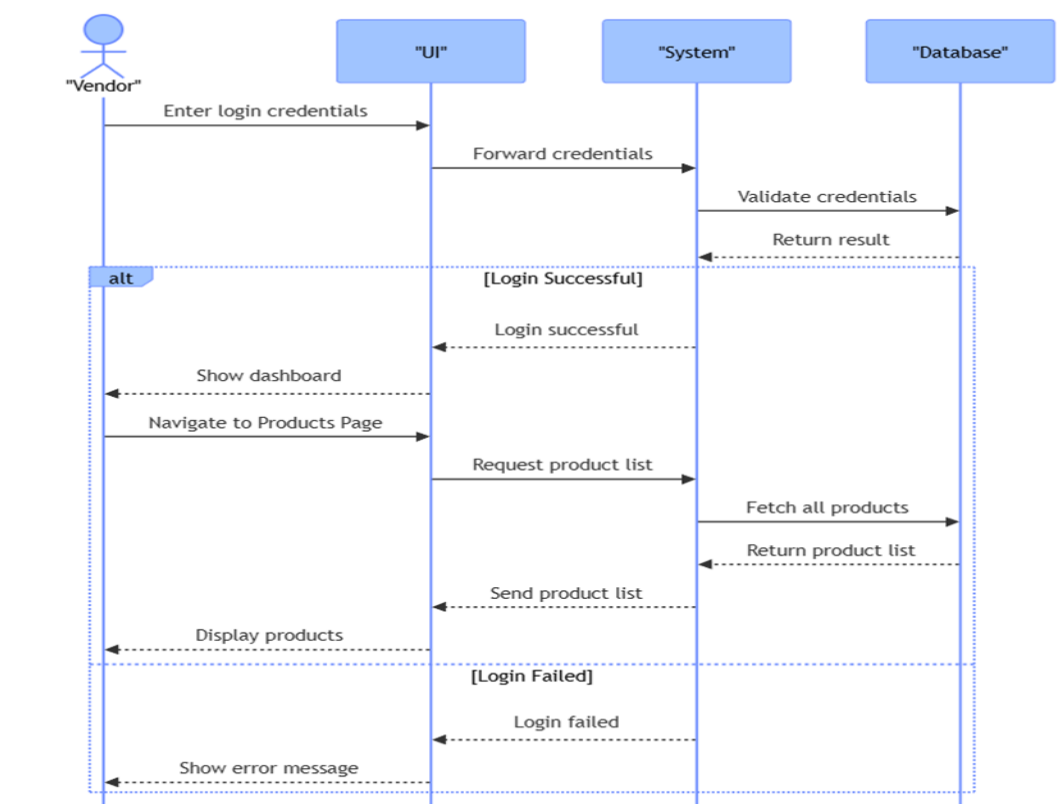 "Vendor"
"UI"
"System"
"Database"
Enter login credentials
Forward credentials
Validate credentials
Return result
alt
[Login Successful]
Login successful
Show dashboard
Navigate to Products Page
Request product list
Fetch all products
Return product list
Send product list
Display products
[Login Failed]
Login failed
Show error message